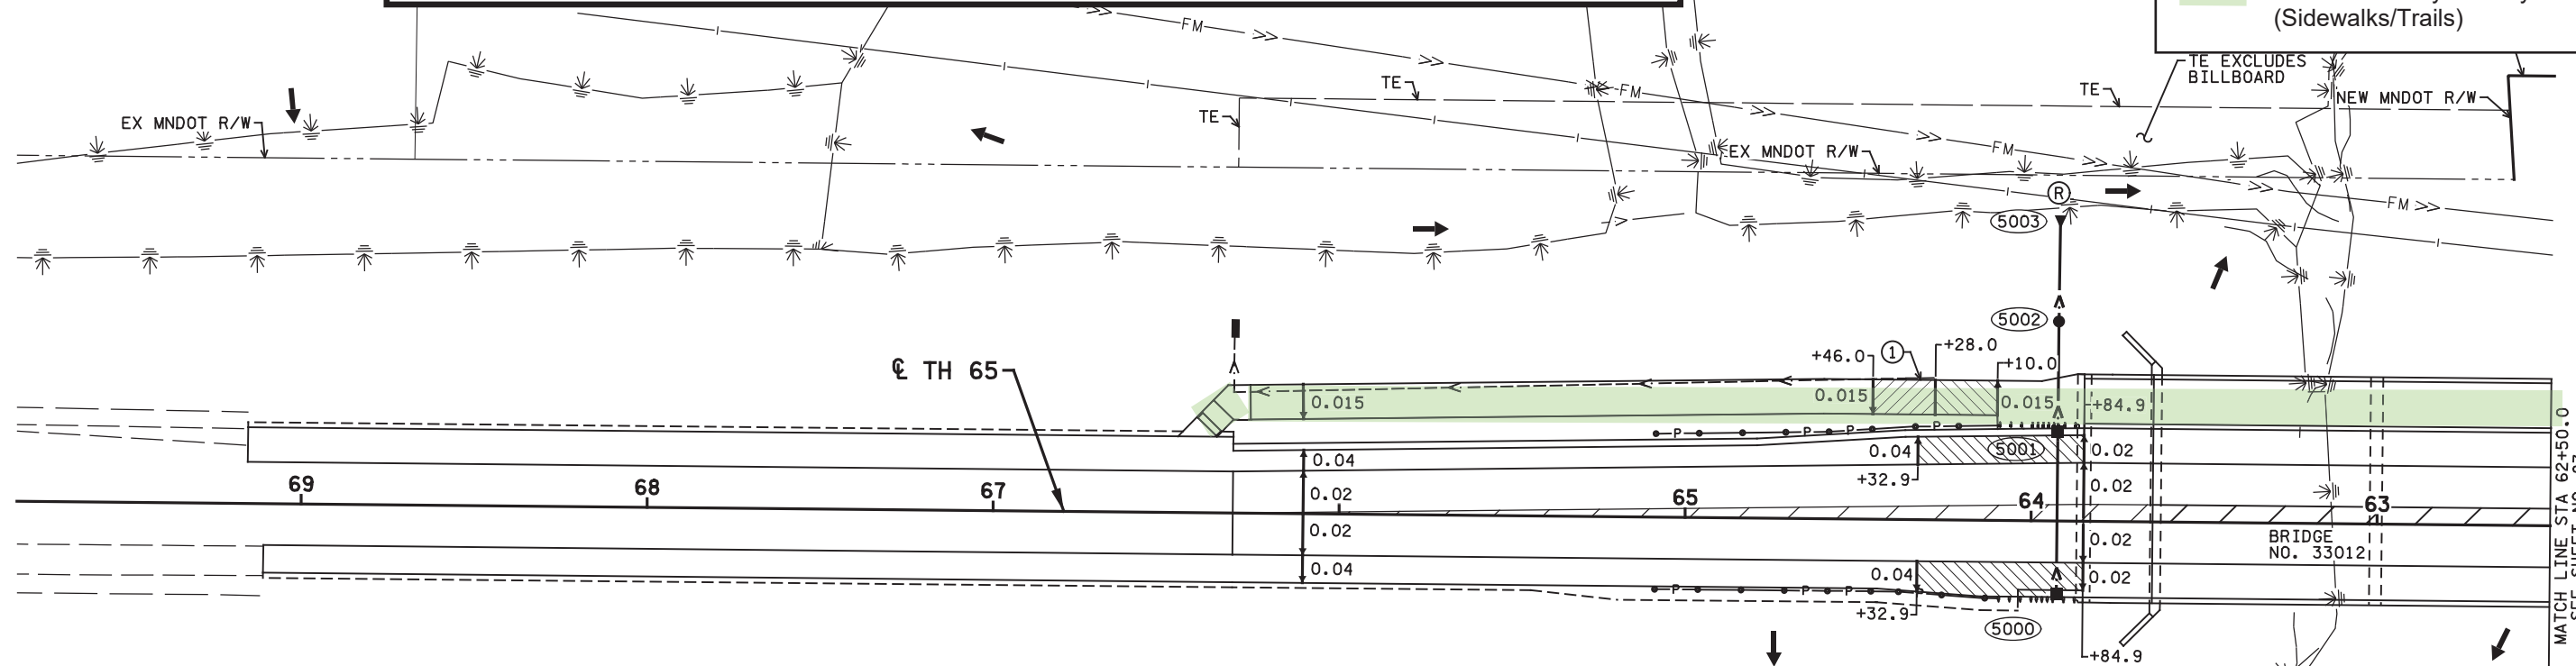 (Sidewalks/Trails)
FM
TE EXCLUDES
BILLBOARD
TE
FM
TE
NEW MNDOT R/W
EX MNDOT R/W
TE
EX MNDOT R/W
FM
R
5003
FM
5002
℄ TH 65
+46.0
1
+28.0
+10.0
0.015
0.015
0.015
+84.9
P
P
P
P
0.04
0.04
5001
0.02
+32.9
69
68
67
0.02
65
64
0.02
63
0.02
0.02
BRIDGE
NO. 33012
0.04
0.04
0.02
P
P
P
P
+32.9
5000
+84.9
MATCH LINE STA 62+50.0